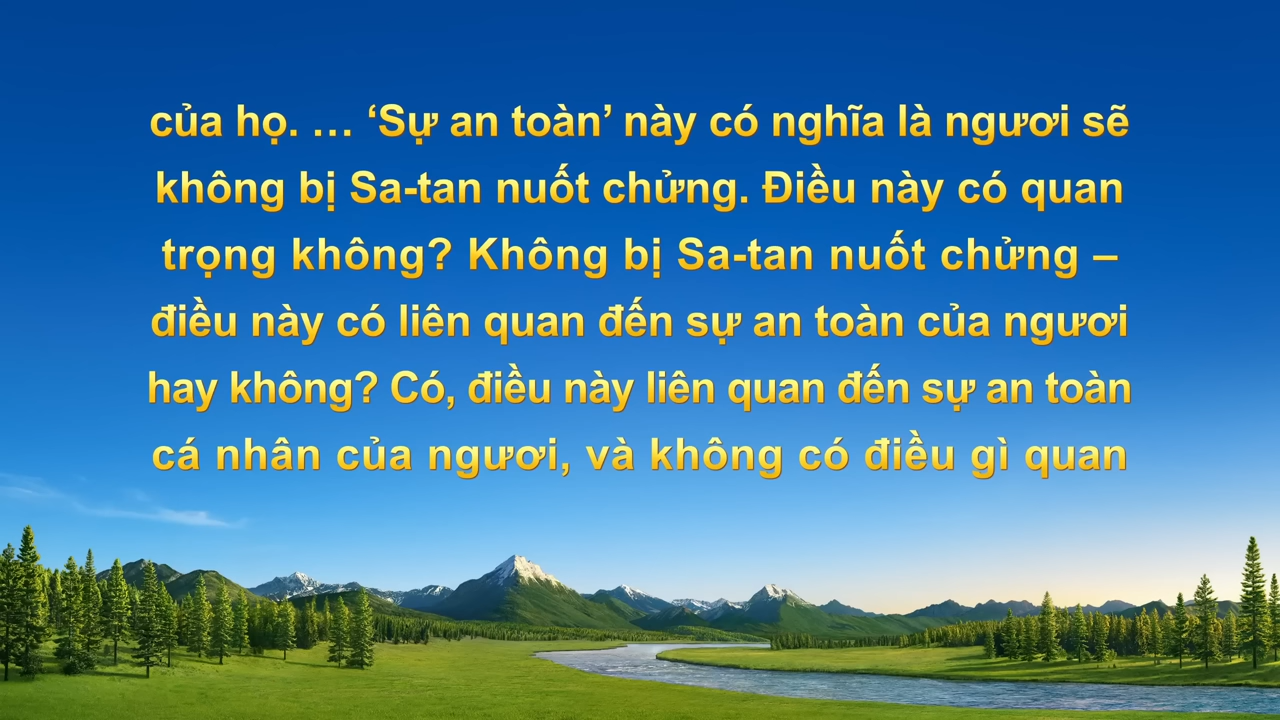 của họ. … ‘Sự an toàn’ này có nghĩa là ngươi sẽ
không bị Sa-tan nuốt chửng. Điều này có quan
trọng không? Không bị Sa-tan nuốt chửng –
điều này có liên quan đến sự an toàn của ngươi
hay không? Có, điều này liên quan đến sự an toàn
cá nhân của ngươi, và không có điều gì quan